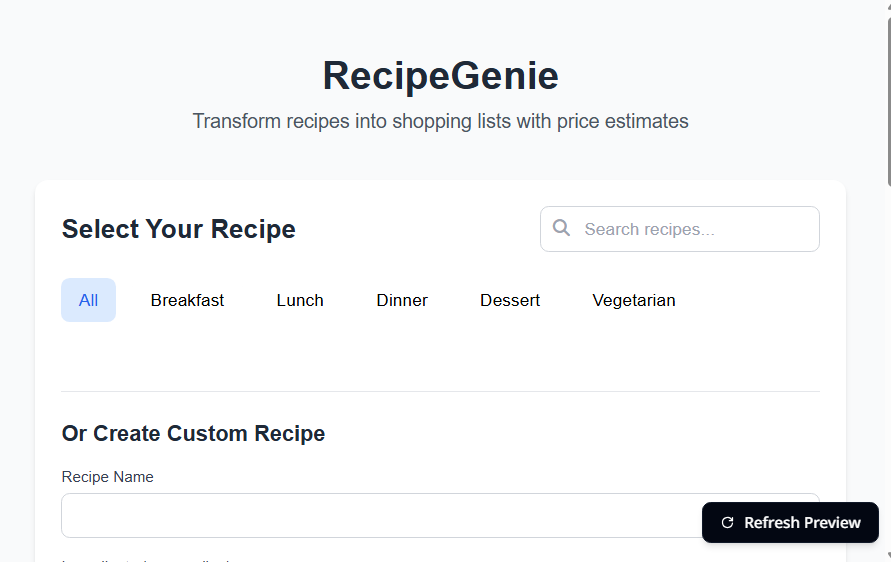 RecipeGenie
Transform recipes into shopping lists with price estimates
Select Your Recipe
Search recipes...
All Breakfast Lunch Dinner Dessert Vegetarian
Or Create Custom Recipe
Recipe Name
Refresh Preview